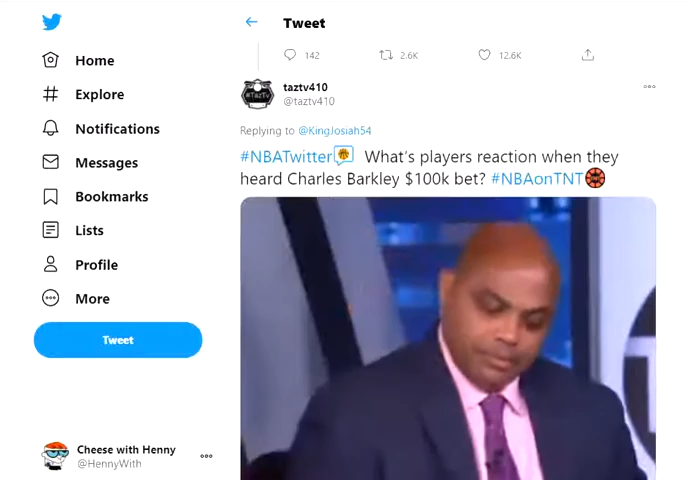 Tweet
142 2.6K 12.6K
Home
Explore
Notifications
Messages
Bookmarks
Lists
Profile
More
Tweet
Cheese with Henny
@HennyWith
taztv410
@taztv410
Replying to @KingJosiah54
#NBATwitter What's players reaction when they
heard Charles Barkley $100k bet? #NBAonTNT